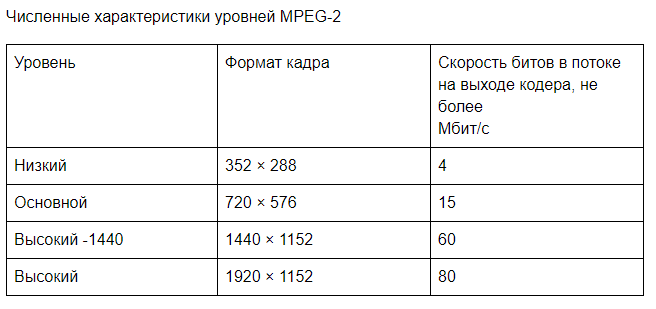 Численные характеристики уровней MPEG-2
Уровень
Формат кадра
Скорость битов в потоке
на выходе кодера, не
более
Мбит/с
Низкий
352 × 288
4
Основной
720 × 576
15
Высокий -1440
1440 × 1152
60
Высокий
1920 × 1152
80